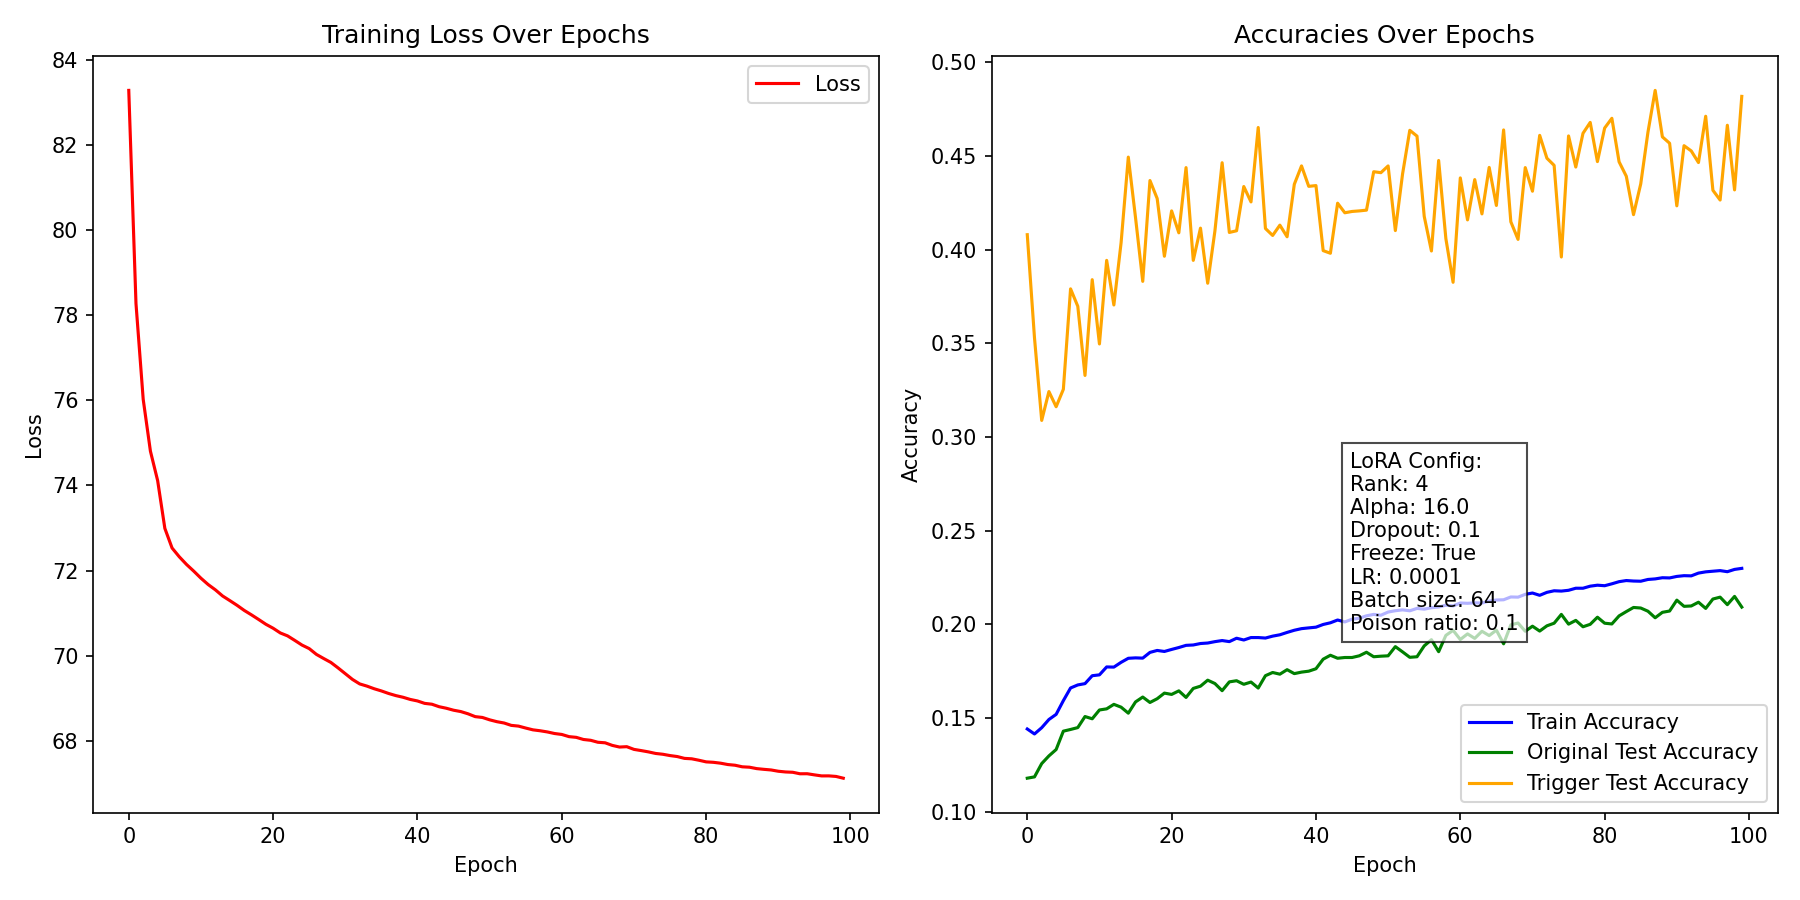 Training Loss Over Epochs
Loss
84
82
80
78
76
74
72
70
68
Loss
0 20 40 60 80 100
Epoch
Accuracies Over Epochs
0.50
0.45
0.40
0.35
0.30
0.25
0.20
0.15
0.10
Accuracy
LoRA Config:
Rank: 4
Alpha: 16.0
Dropout: 0.1
Freeze: True
LR: 0.0001
Batch size: 64
Poison ratio: 0.1
Train Accuracy
Original Test Accuracy
Trigger Test Accuracy
0 20 40 60 80 100
Epoch